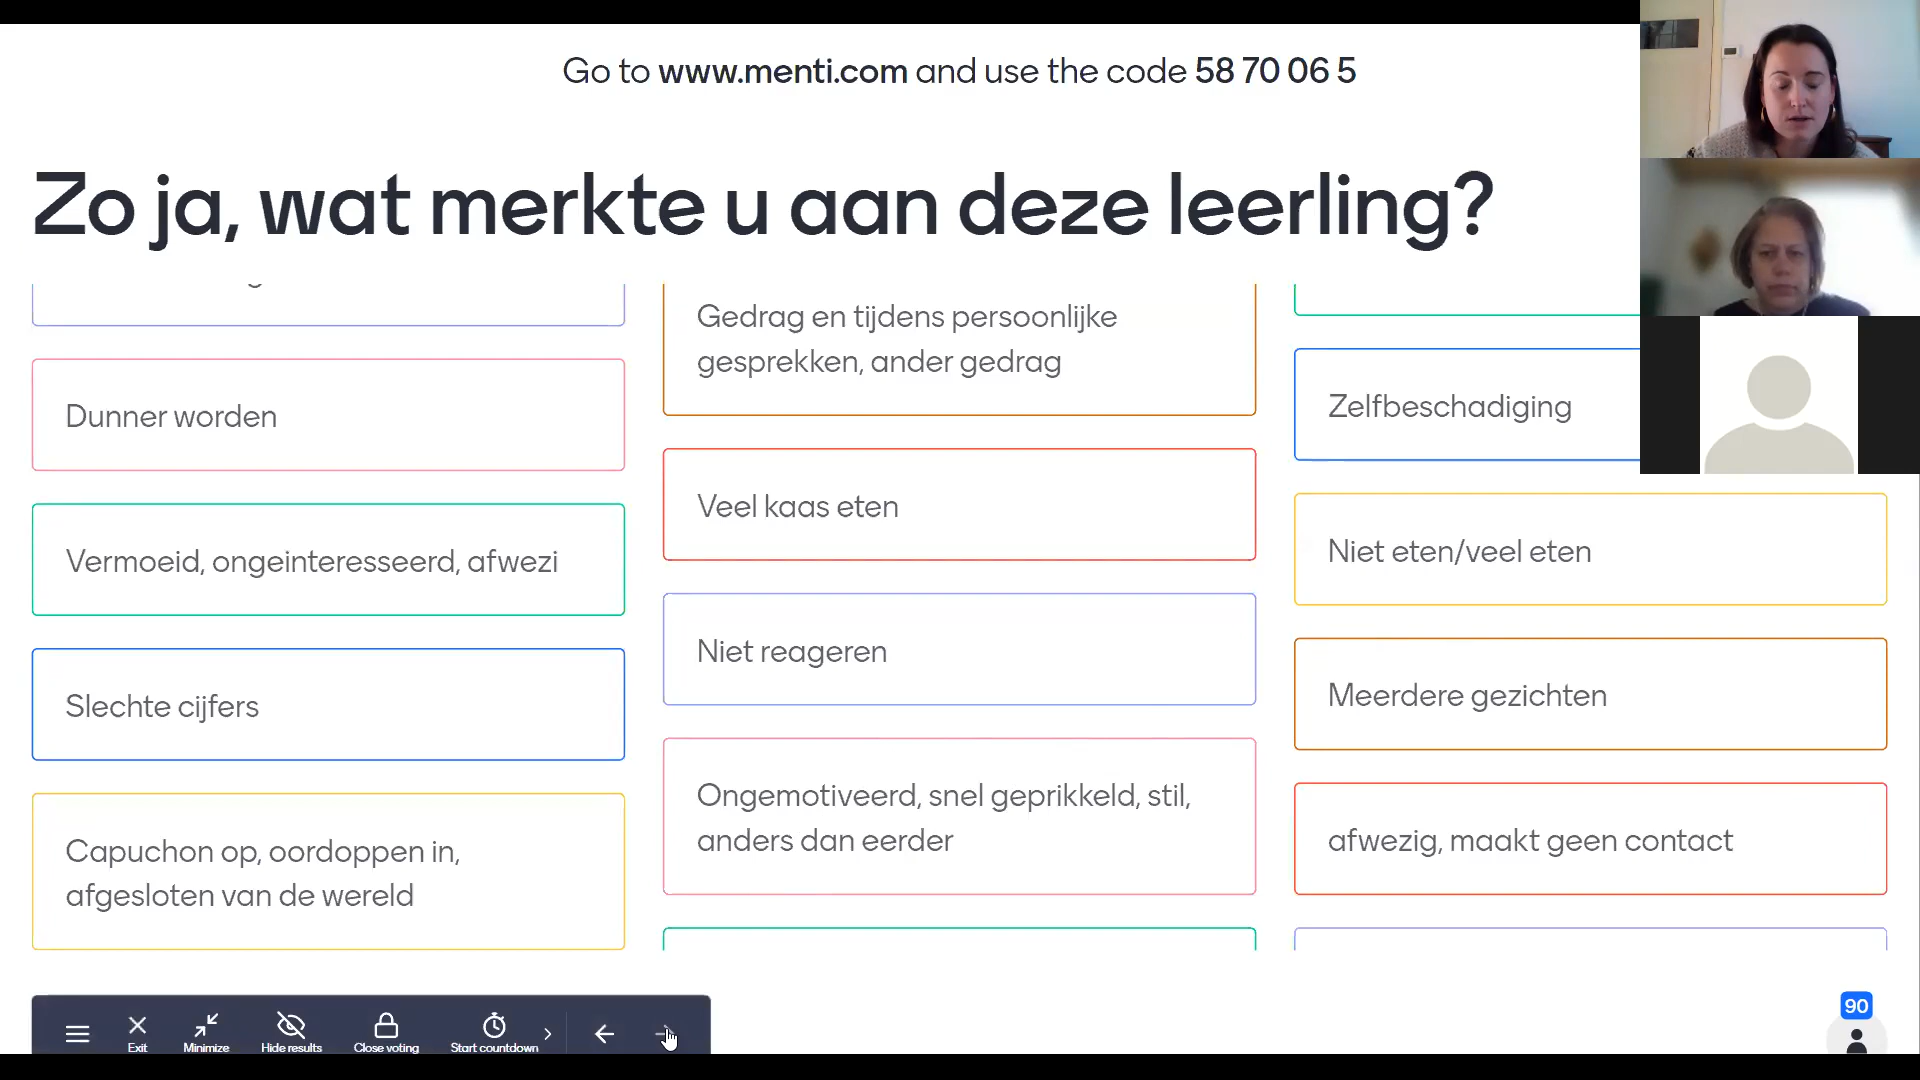 Go to www.menti.com and use the code 58 70 06 5
Zo ja, wat merkte u aan deze leerling?
Dunner worden
Vermoeid, ongeinteresseerd, afwezi
Slechte cijfers
Capuchon op, oordoppen in,
afgesloten van de wereld
Gedrag en tijdens persoonlijke
gesprekken, ander gedrag
Veel kaas eten
Niet reageren
Ongemotiveerd, snel geprikkeld, stil,
anders dan eerder
Zelfbeschadiging
Niet eten/veel eten
Meerdere gezichten
afwezig, maakt geen contact
Exit
Minimize
Hide results
Close voting
Start countdown
90